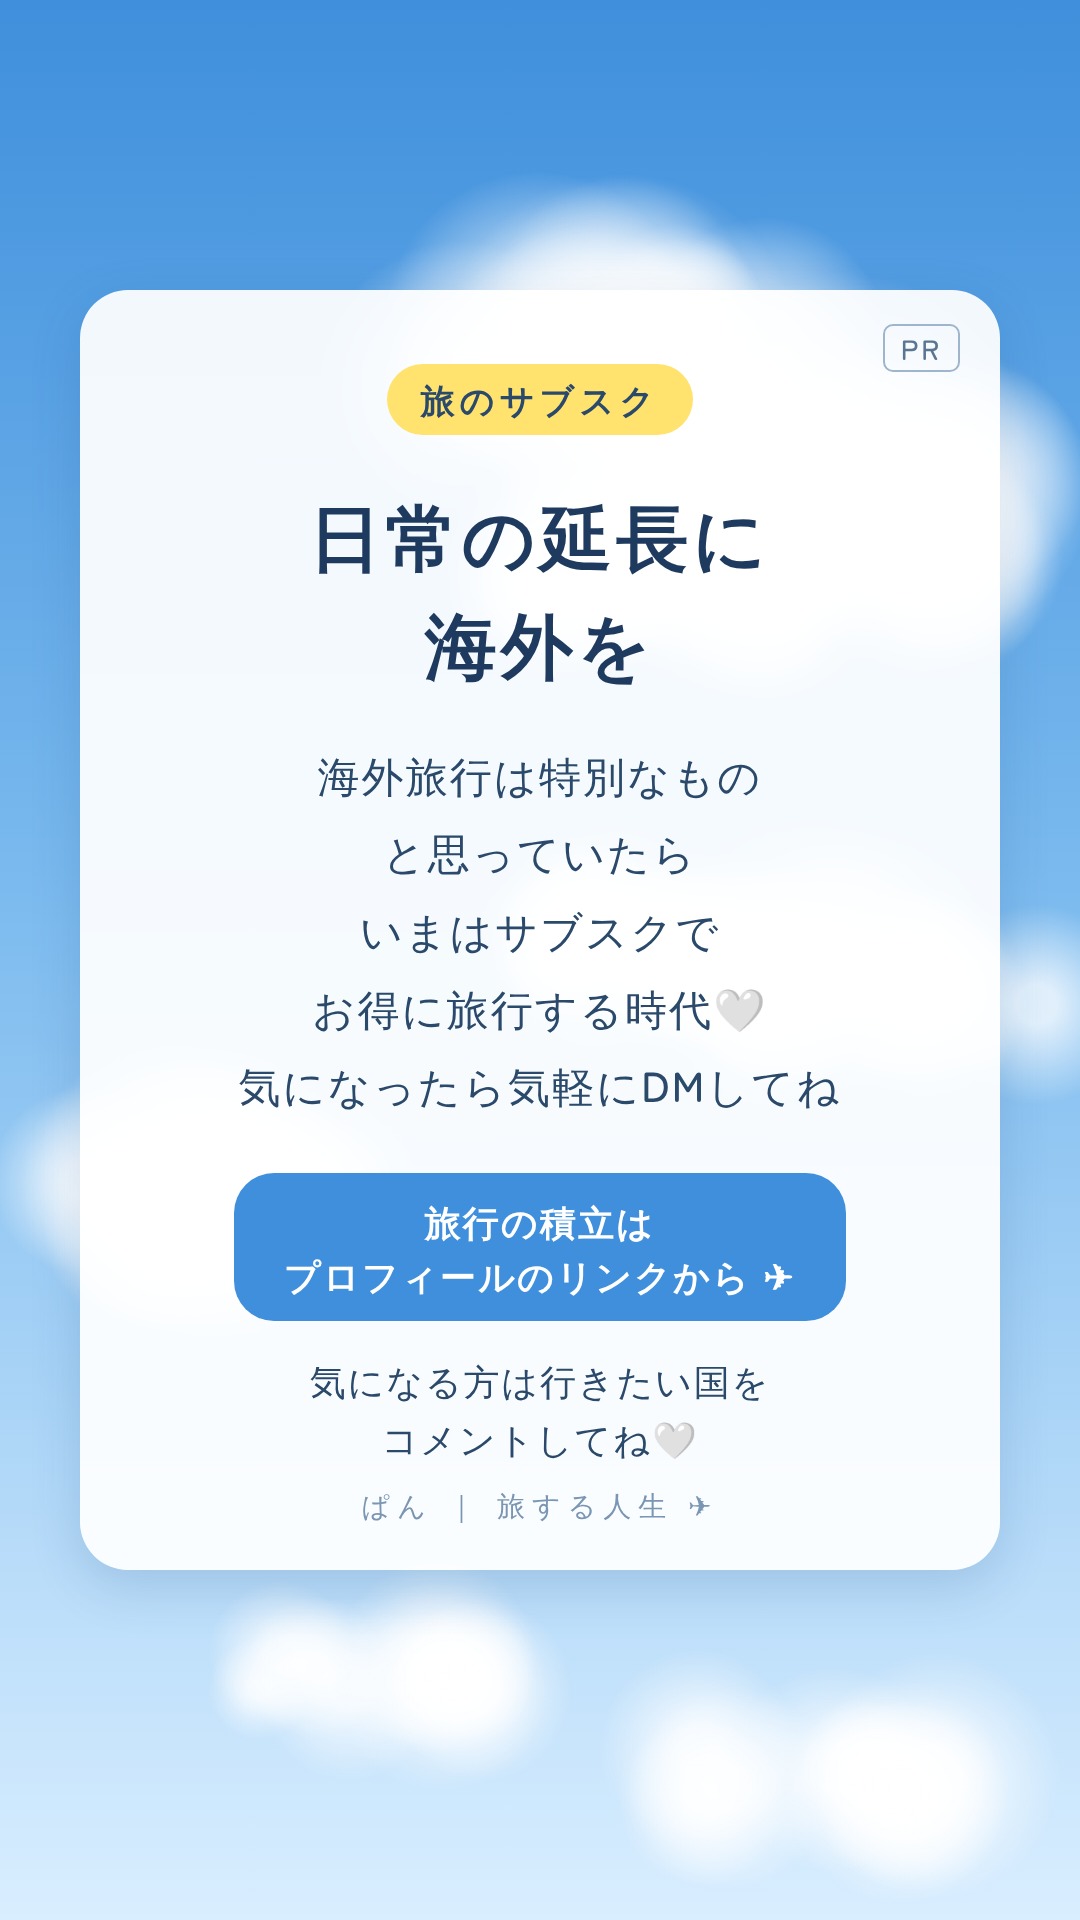 PR
旅のサブスク
日常の延長に
海外を
海外旅行は特別なもの
と思っていたら
いまはサブスクで
お得に旅行する時代🤍
気になったら気軽にDMしてね
旅行の積立は
プロフィールのリンクから ✈
気になる方は行きたい国を
コメントしてね🤍
ぱん ｜ 旅する人生 ✈